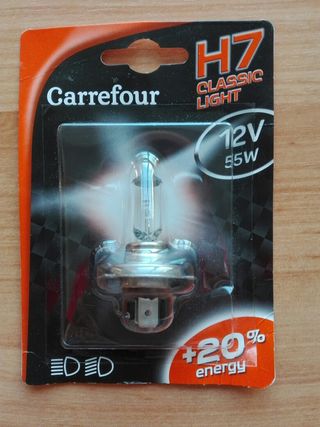 H7
CLASSIC
LIGHT
Carrefour
12V
55W
+20%
energy